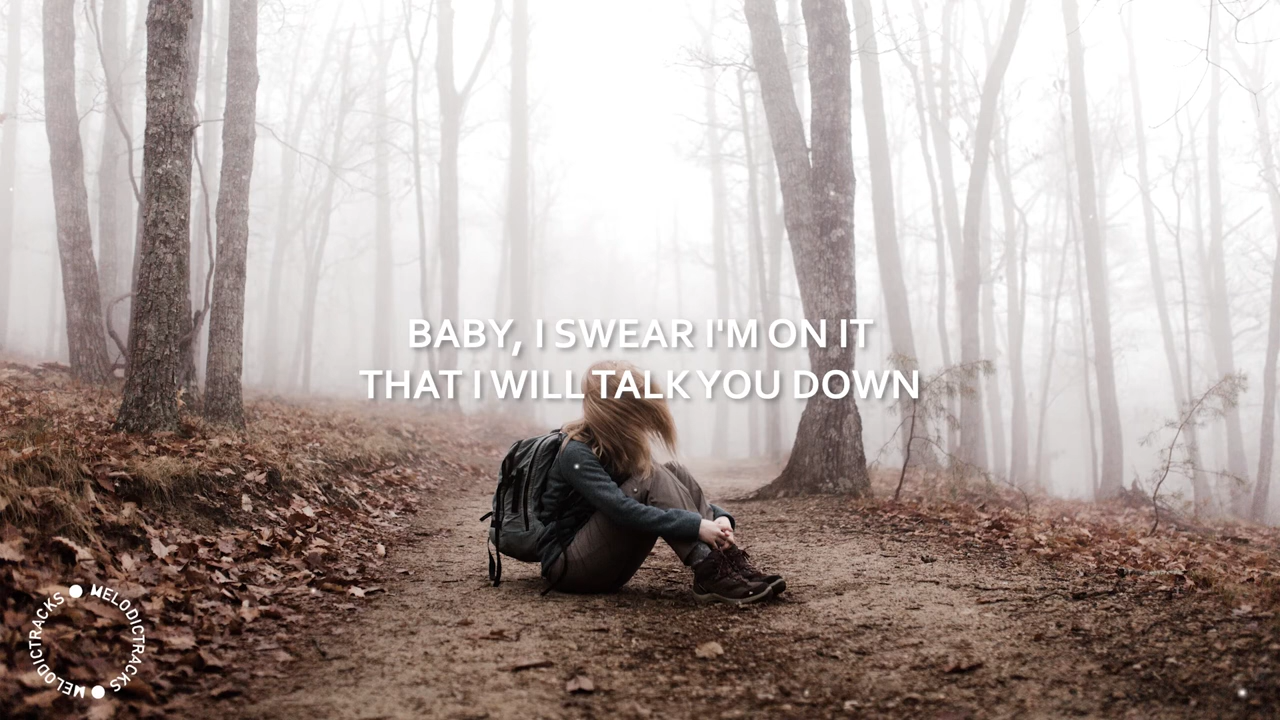 BABY, I SWEAR I'M ON IT
THAT I WILL TALK YOU DOWN
MELODICTRACKS
MELODICTRACKS